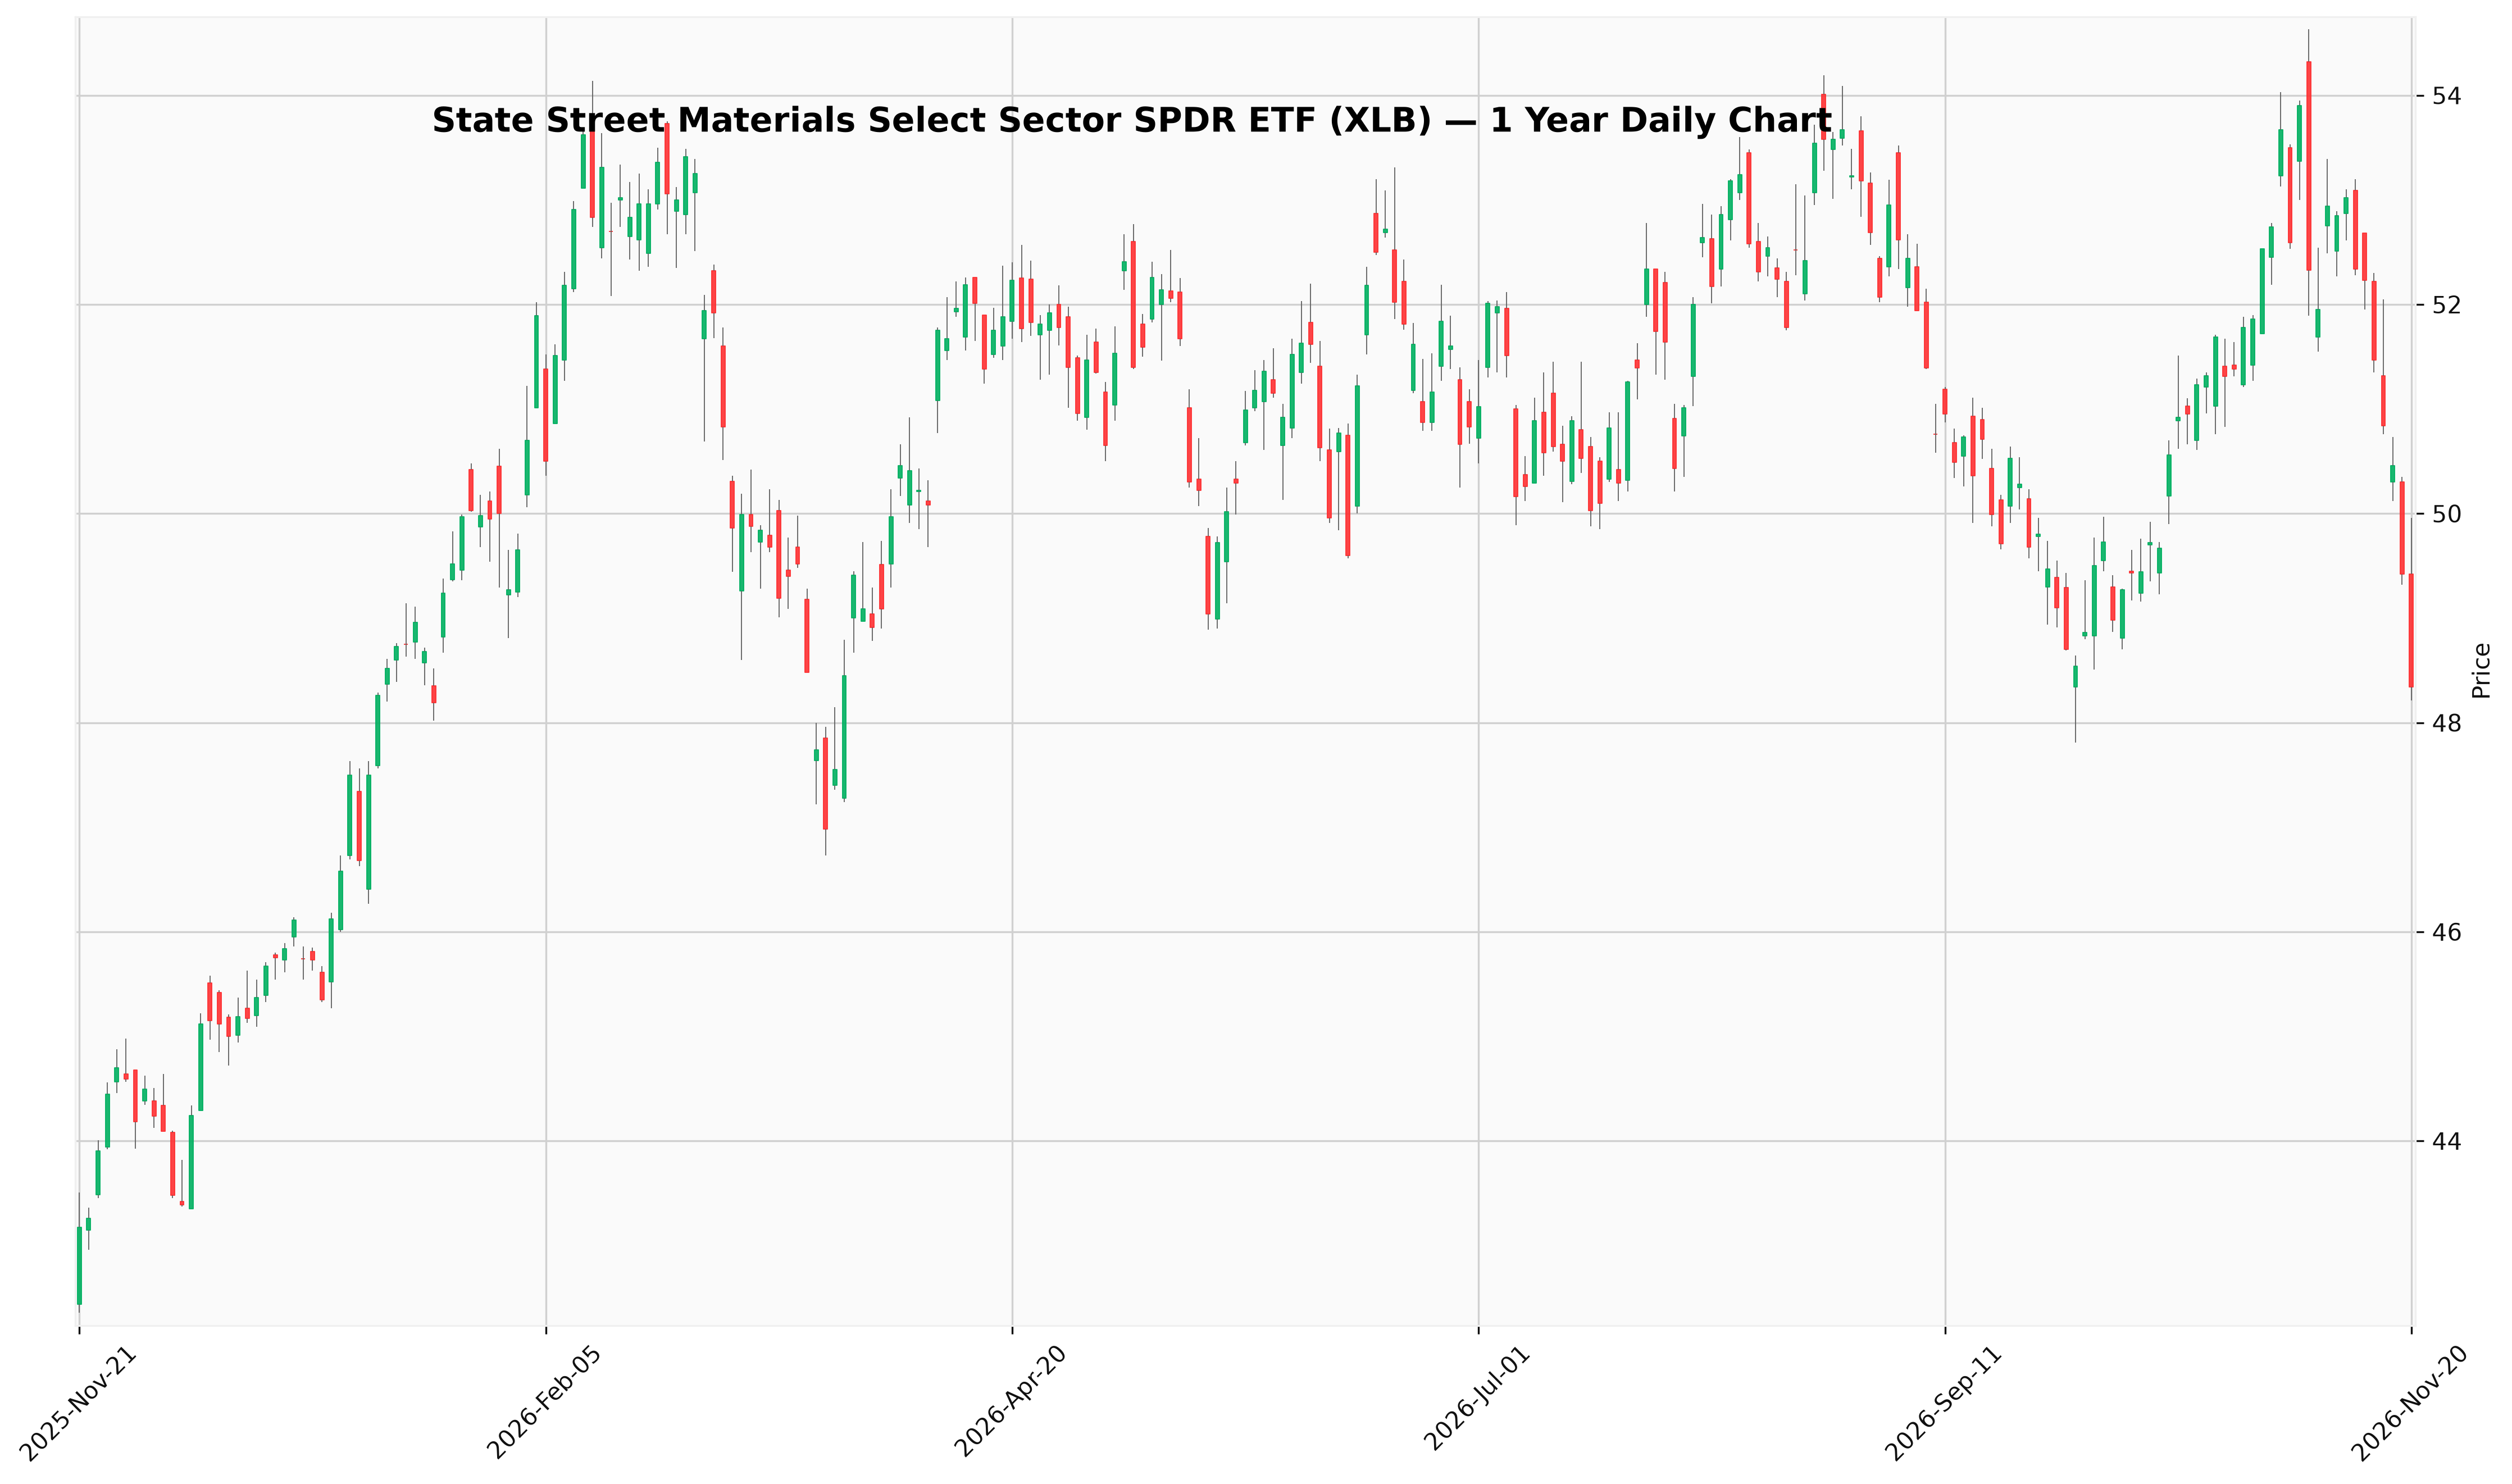 State Street Materials Select Sector SPDR ETF (XLB) — 1 Year Daily Chart
54
52
50
48
46
44
Price
2025-Nov-21
2026-Feb-05
2026-Apr-20
2026-Jul-01
2026-Sep-11
2026-Nov-20